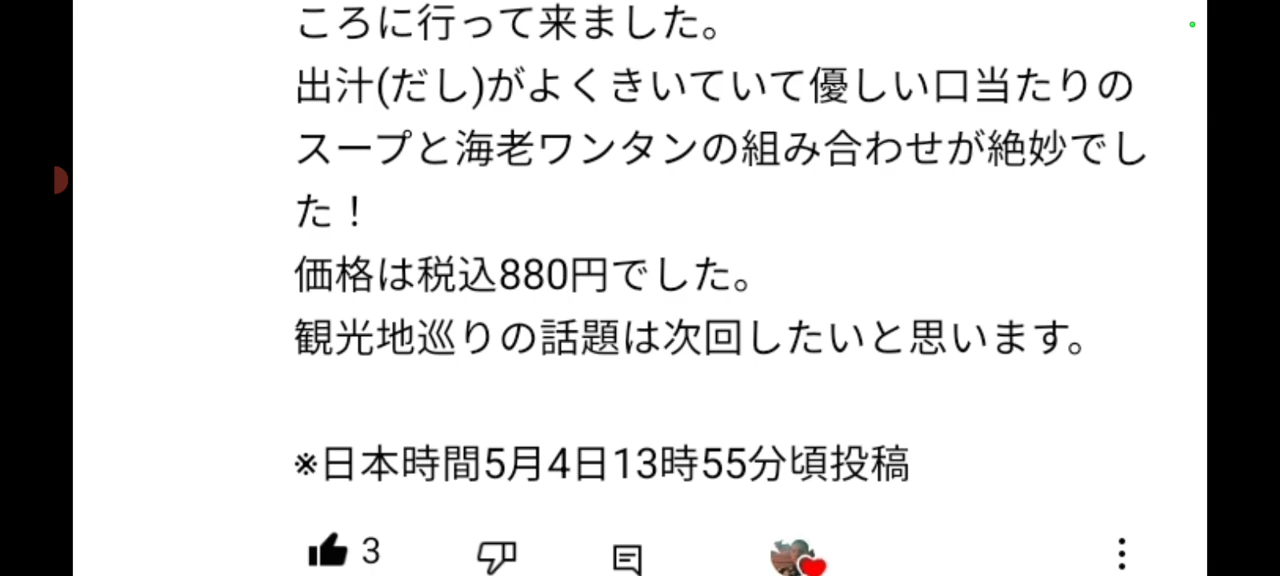 ころに行って来ました。
出汁(だし)がよくきいていて優しい口当たりの
スープと海老ワンタンの組み合わせが絶妙でし
た！
価格は税込880円でした。
観光地巡りの話題は次回したいと思います。
※日本時間5月4日13時55分頃投稿
3